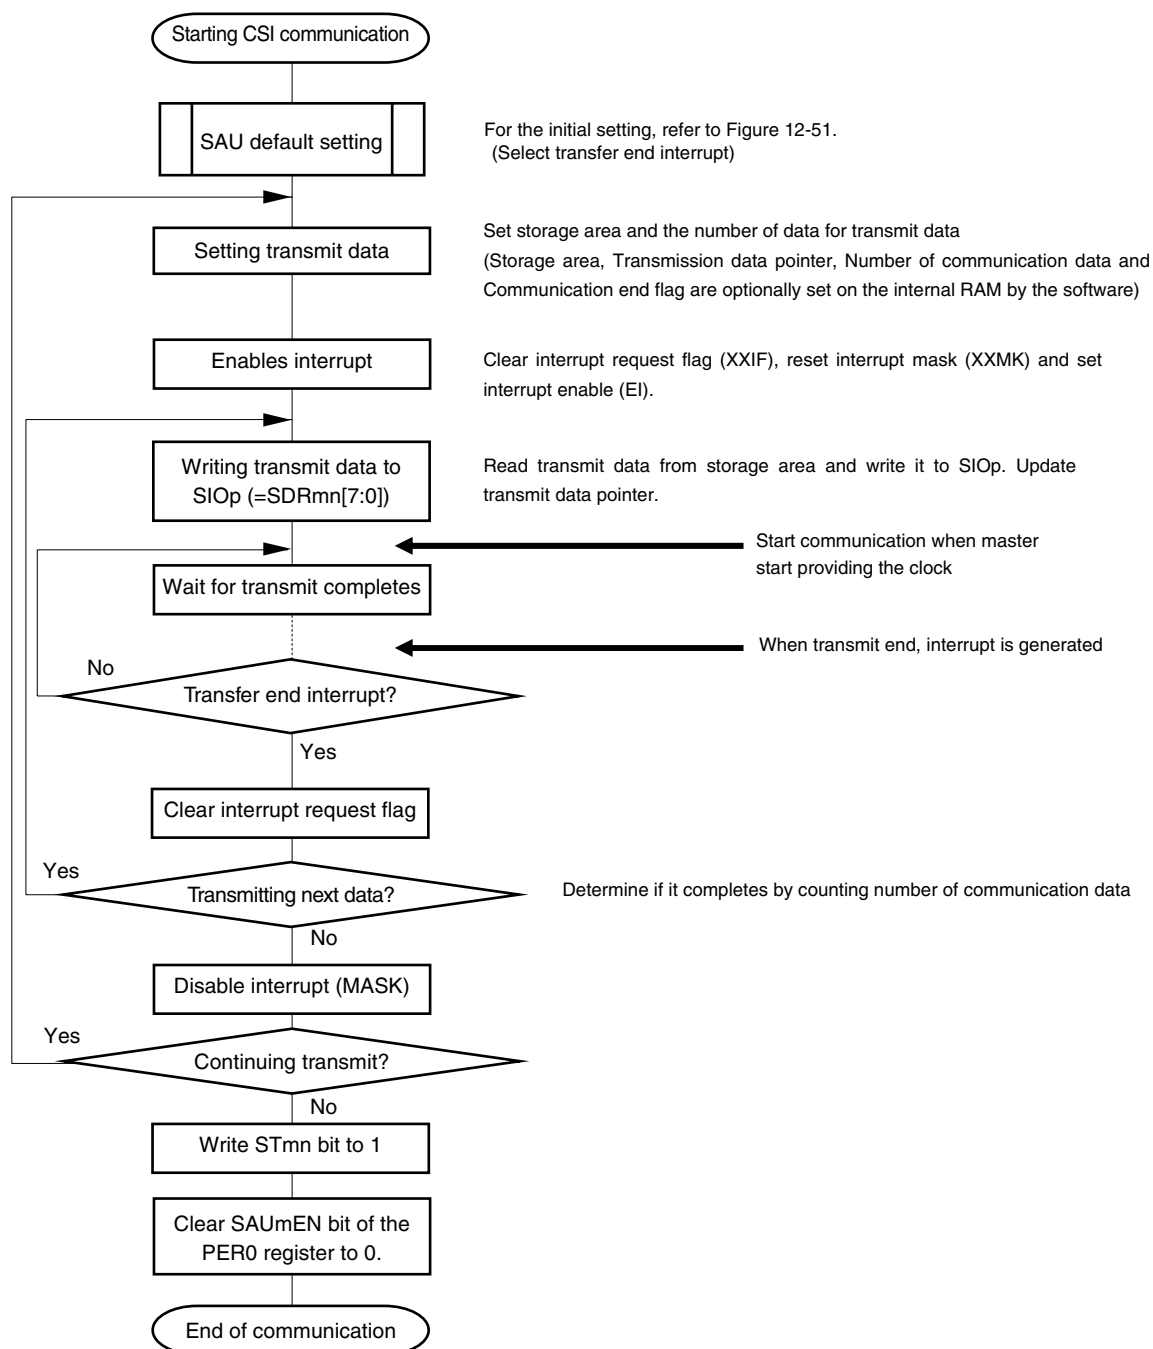 Starting CSI communication
SAU default setting
For the initial setting, refer to Figure 12-51.
(Select transfer end interrupt)
Setting transmit data
Set storage area and the number of data for transmit data
(Storage area, Transmission data pointer, Number of communication data and
Communication end flag are optionally set on the internal RAM by the software)
Enables interrupt
Clear interrupt request flag (XXIF), reset interrupt mask (XXMK) and set
interrupt enable (EI).
Writing transmit data to
SIOp (=SDRmn[7:0])
Read transmit data from storage area and write it to SIOp. Update
transmit data pointer.
Start communication when master
start providing the clock
Wait for transmit completes
When transmit end, interrupt is generated
No
Transfer end interrupt?
Yes
Clear interrupt request flag
Yes
Transmitting next data?
Determine if it completes by counting number of communication data
No
Disable interrupt (MASK)
Yes
Continuing transmit?
No
Write STmn bit to 1
Clear SAUmEN bit of the
PER0 register to 0.
End of communication